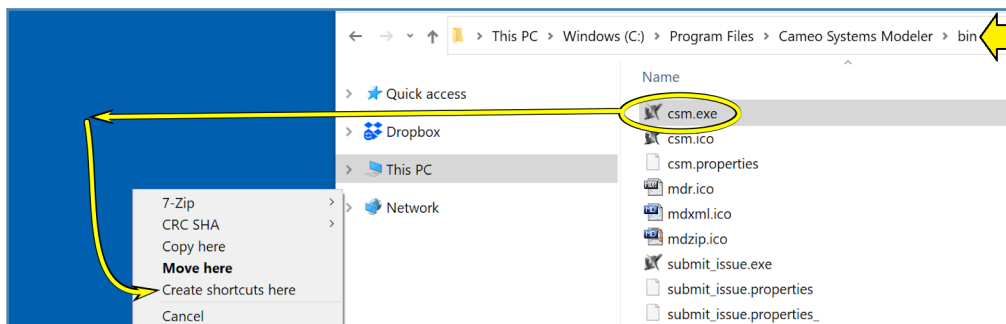 This PC > Windows (C:) > Program Files > Cameo Systems Modeler > bin
Quick access
Dropbox
This PC
Network
Name
csm.exe
csm.ico
csm.properties
mdr.ico
mdxml.ico
mdzip.ico
submit_issue.exe
submit_issue.properties
submit_issue.properties_
7-Zip
CRC SHA
Copy here
Move here
Create shortcuts here
Cancel